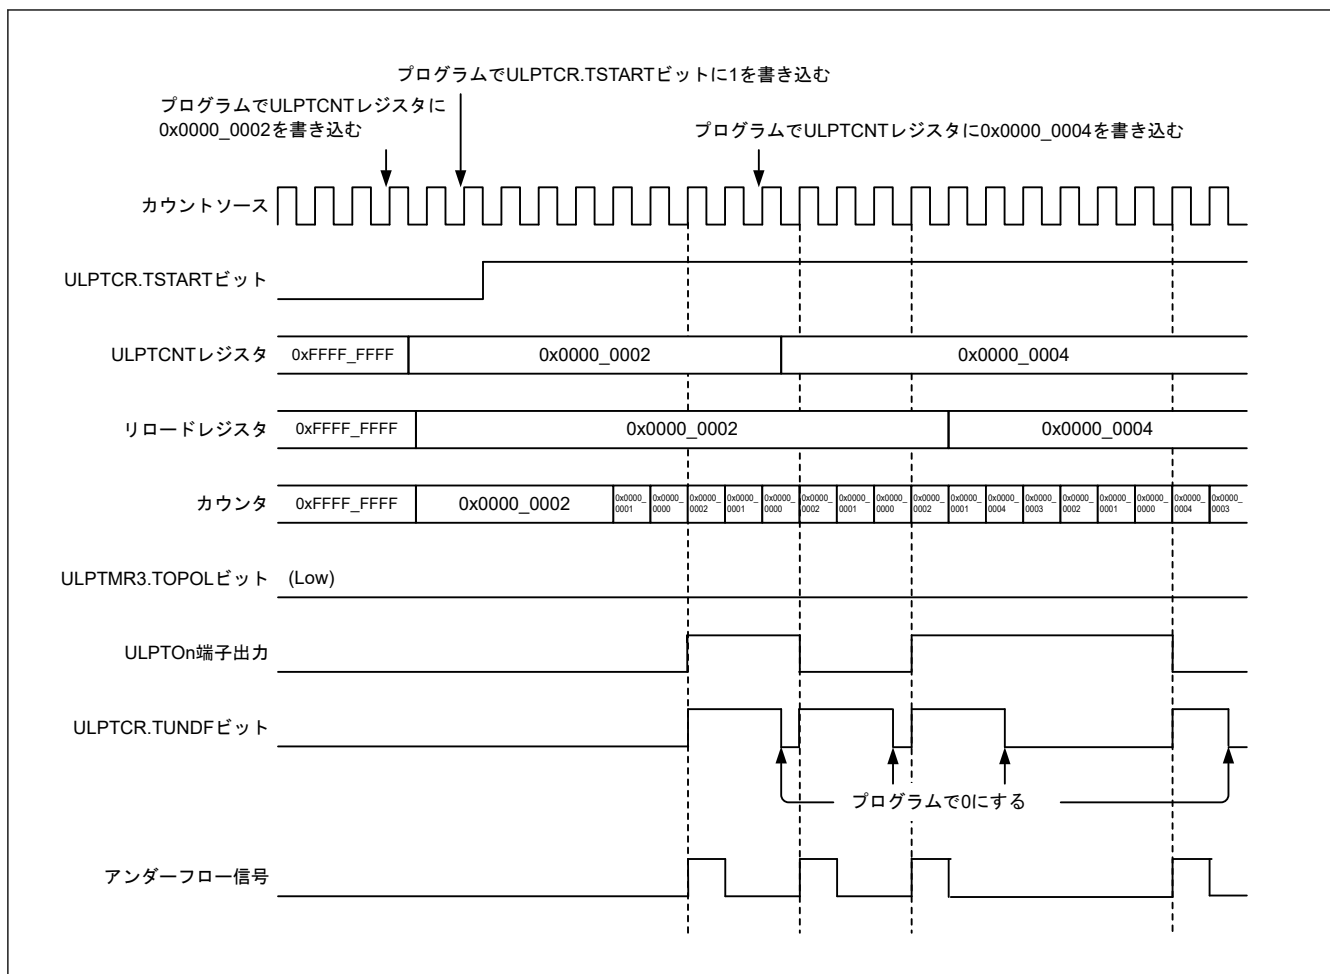 プログラムでULPTCR.TSTARTビットに1を書き込む
プログラムでULPTCNTレジスタに
0x0000_0002を書き込む
プログラムでULPTCNTレジスタに0x0000_0004を書き込む
カウントソース
ULPTCR.TSTARTビット
ULPTCNTレジスタ 0xFFFF_FFFF 0x0000_0002 0x0000_0004
リロードレジスタ 0xFFFF_FFFF 0x0000_0002 0x0000_0004
カウンタ 0xFFFF_FFFF 0x0000_0002 0x0000_0001 0x0000_0000 0x0000_0002 0x0000_0001 0x0000_0000 0x0000_0002 0x0000_0001 0x0000_0000 0x0000_0002 0x0000_0001 0x0000_0004 0x0000_0003 0x0000_0002 0x0000_0001 0x0000_0000 0x0000_0004 0x0000_0003
ULPTMR3.TOPOLビット (Low)
ULPTOn端子出力
ULPTCR.TUNDFビット
プログラムで0にする
アンダーフロー信号